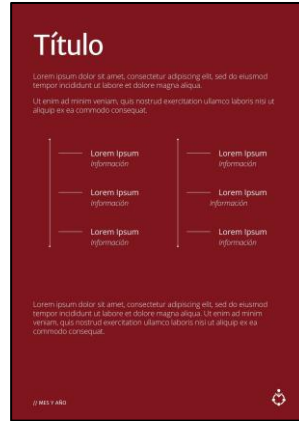 Título
Lorem ipsum dolor sit amet, consectetur adipiscing elit, sed do eiusmod
tempor incididunt ut labore et dolore magna aliqua.
Ut enim ad minim veniam, quis nostrud exercitation ullamco laboris nisi ut
aliquip ex ea commodo consequat.
Lorem Ipsum
Información
Lorem Ipsum
Información
Lorem Ipsum
Información
Lorem Ipsum
Información
Lorem Ipsum
Información
Lorem Ipsum
Información
Lorem ipsum dolor sit amet, consectetur adipiscing elit, sed do eiusmod
tempor incididunt ut labore et dolore magna aliqua. Ut enim ad minim
veniam, quis nostrud exercitation ullamco laboris nisi ut aliquip ex ea
commodo consequat.
// MES Y AÑO